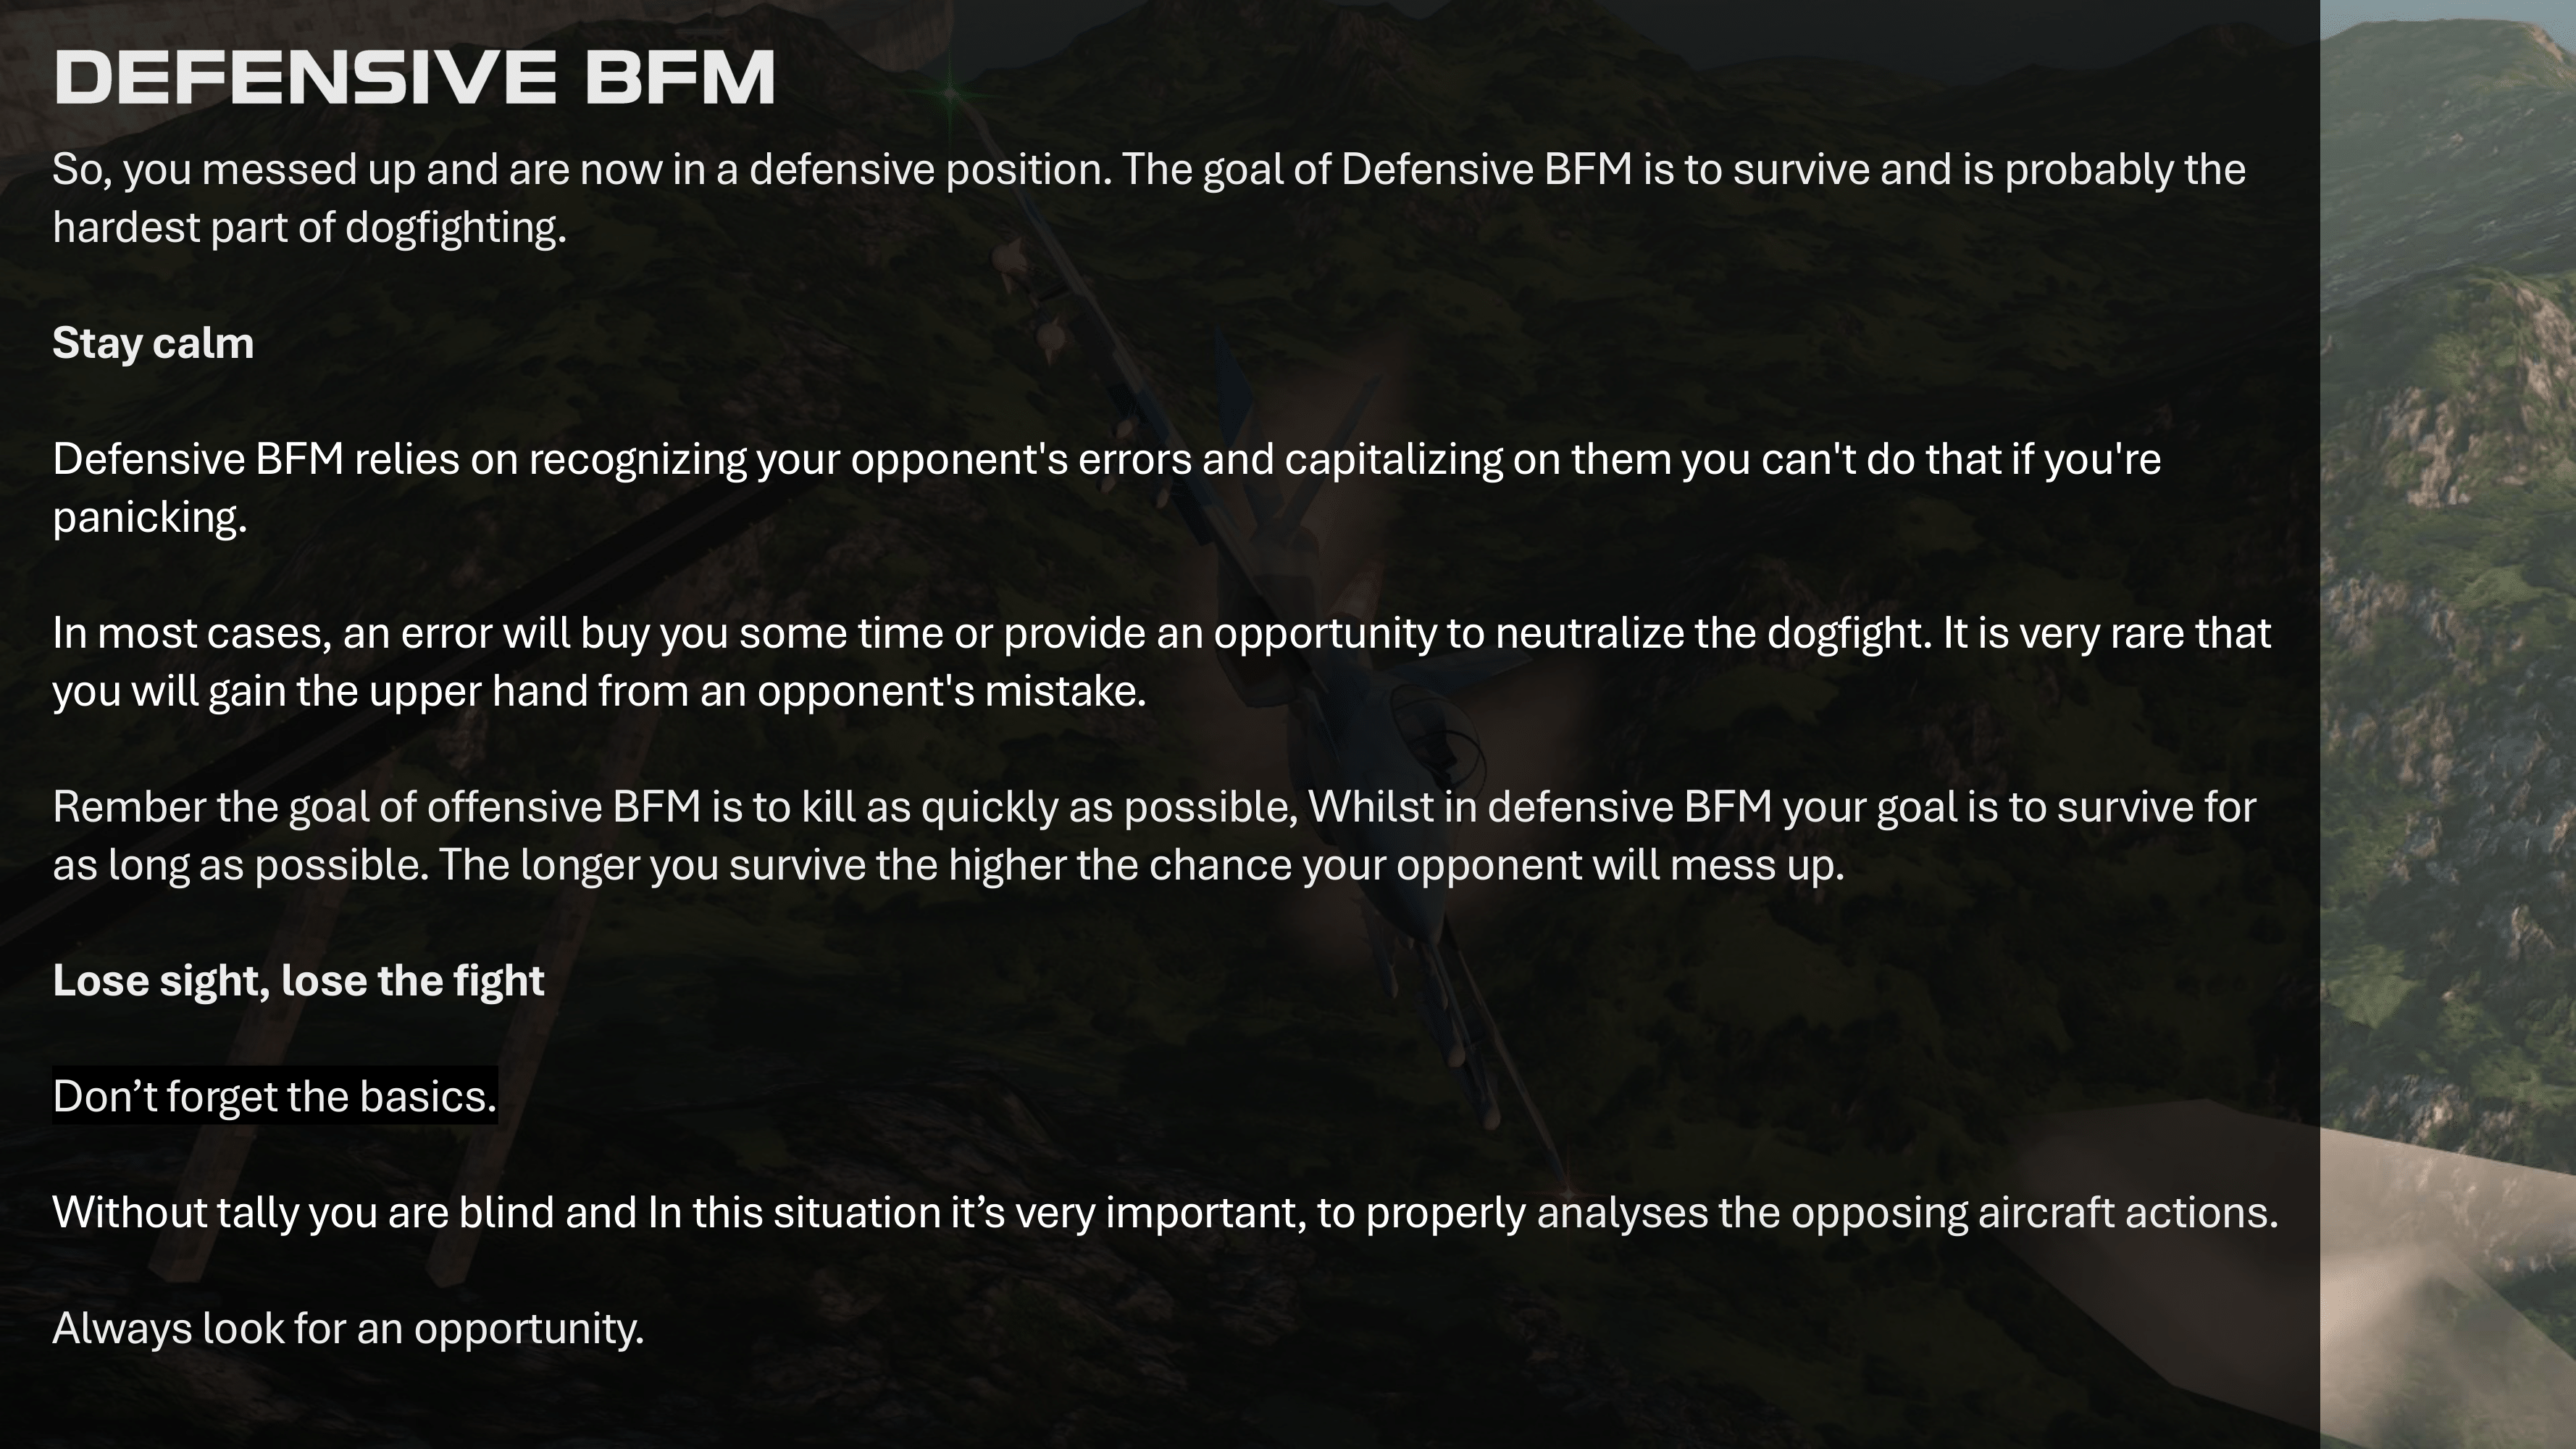 DEFENSIVE BFM
So, you messed up and are now in a defensive position. The goal of Defensive BFM is to survive and is probably the
hardest part of dogfighting.
Stay calm
Defensive BFM relies on recognizing your opponent's errors and capitalizing on them you can't do that if you're
panicking.
In most cases, an error will buy you some time or provide an opportunity to neutralize the dogfight. It is very rare that
you will gain the upper hand from an opponent's mistake.
Rember the goal of offensive BFM is to kill as quickly as possible, Whilst in defensive BFM your goal is to survive for
as long as possible. The longer you survive the higher the chance your opponent will mess up.
Lose sight, lose the fight
Don’t forget the basics.
Without tally you are blind and In this situation it’s very important, to properly analyses the opposing aircraft actions.
Always look for an opportunity.